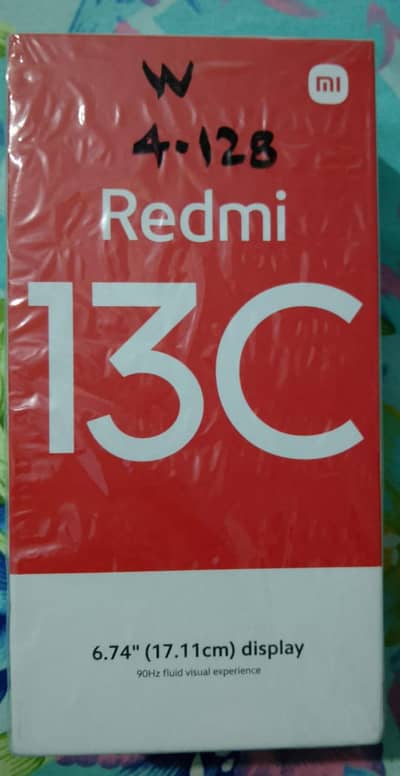 W
mi
4-128
Redmi
13C
6.74" (17.11cm) display
90Hz fluid visual experience